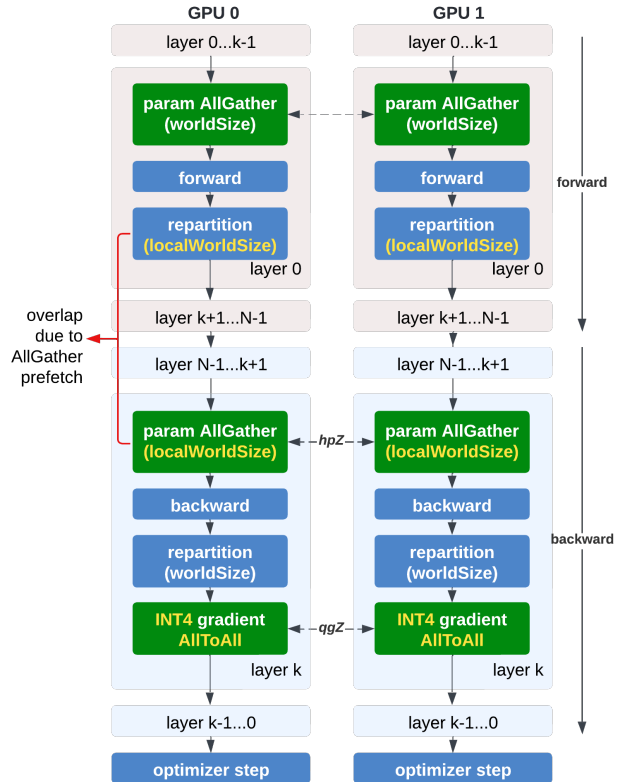 GPU 0
GPU 1
layer 0...k-1
layer 0...k-1
param AllGather
(worldSize)
param AllGather
(worldSize)
forward
forward
forward
repartition
(localWorldSize)
repartition
(localWorldSize)
layer 0
layer 0
overlap
due to
AllGather
prefetch
layer k+1...N-1
layer k+1...N-1
layer N-1...k+1
layer N-1...k+1
param AllGather
(localWorldSize)
hpZ
param AllGather
(localWorldSize)
backward
backward
backward
repartition
(worldSize)
repartition
(worldSize)
INT4 gradient
AllToAll
qgZ
INT4 gradient
AllToAll
layer k
layer k
layer k-1...0
layer k-1...0
optimizer step
optimizer step